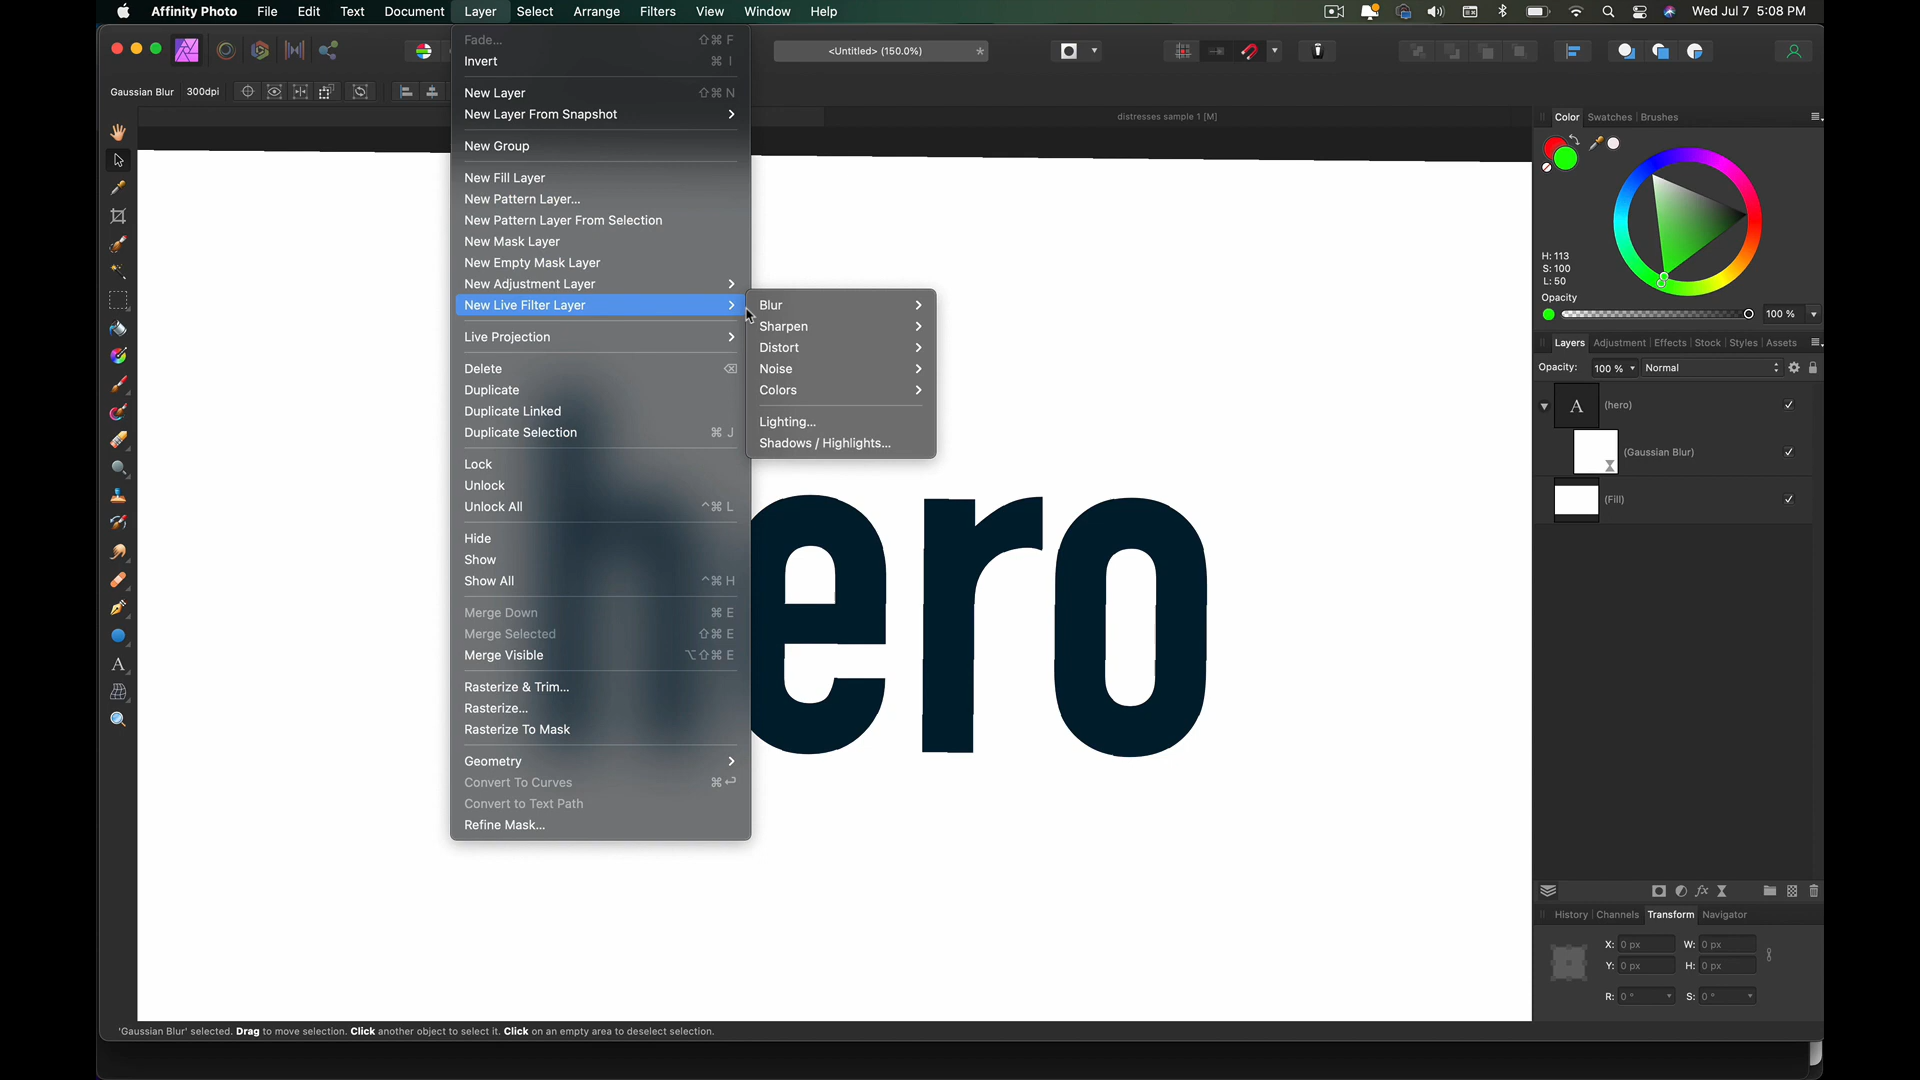 Affinity Photo File Edit Text Document Layer Select Arrange Filters View Window Help Wed Jul 7 5:08 PM
<Untitled> (150.0%)
Gaussian Blur 300dpi
distresses sample 1 [M]
Fade... ⇧⌘ F
Invert ⌘ I
New Layer ⇧⌘ N
New Layer From Snapshot
New Group
New Fill Layer
New Pattern Layer...
New Pattern Layer From Selection
New Mask Layer
New Empty Mask Layer
New Adjustment Layer
New Live Filter Layer
Live Projection
Delete
Duplicate
Duplicate Linked
Duplicate Selection ⌘ J
Lock
Unlock
Unlock All ^⌘ L
Hide
Show
Show All ^⌘ H
Merge Down ⌘ E
Merge Selected ⇧⌘ E
Merge Visible ⌥⇧⌘ E
Rasterize & Trim...
Rasterize...
Rasterize To Mask
Geometry
Convert To Curves ⌘↩
Convert to Text Path
Refine Mask...
Blur
Sharpen
Distort
Noise
Colors
Lighting...
Shadows / Highlights...
hero
Color Swatches Brushes
H: 113
S: 100
L: 50
Opacity
100 %
Layers Adjustment Effects Stock Styles Assets
Opacity: 100 % Normal
A (hero)
(Gaussian Blur)
(Fill)
fx
History Channels Transform Navigator
X: 0 px W: 0 px
Y: 0 px H: 0 px
R: 0 ° S: 0 °
A
'Gaussian Blur' selected. Drag to move selection. Click another object to select it. Click on an empty area to deselect selection.